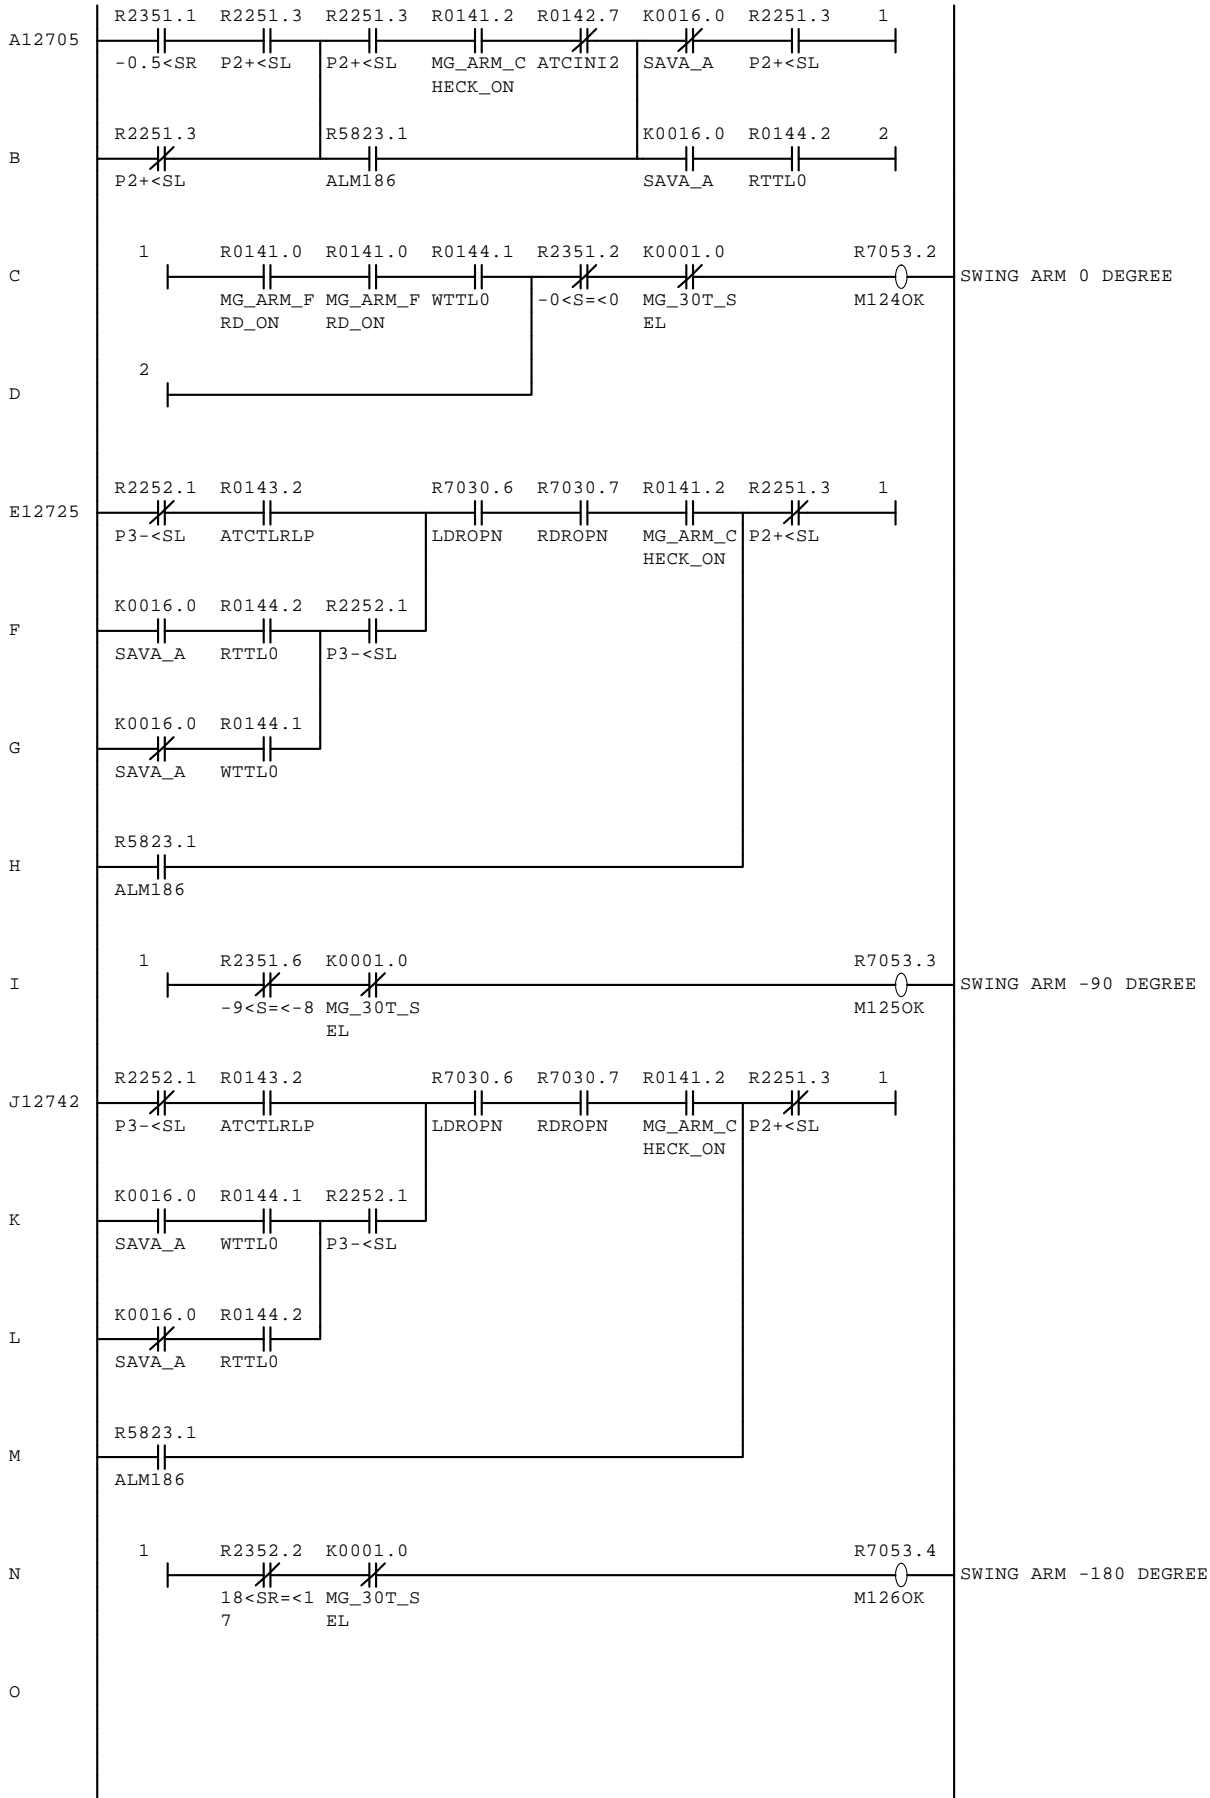 R2351.1 R2251.3 R2251.3 R0141.2 R0142.7 K0016.0 R2251.3 1
A12705
-0.5<SR P2+<SL P2+<SL MG_ARM_C ATCINI2 SAVA_A P2+<SL
HECK_ON
R2251.3 R5823.1 K0016.0 R0144.2 2
B
P2+<SL ALM186 SAVA_A RTTL0
1 R0141.0 R0141.0 R0144.1 R2351.2 K0001.0 R7053.2
C SWING ARM 0 DEGREE
MG_ARM_F MG_ARM_F WTTL0 -0<S=<0 MG_30T_S M124OK
RD_ON RD_ON EL
2
D
R2252.1 R0143.2 R7030.6 R7030.7 R0141.2 R2251.3 1
E12725
P3-<SL ATCTLRLP LDROPN RDROPN MG_ARM_C P2+<SL
HECK_ON
K0016.0 R0144.2 R2252.1
F
SAVA_A RTTL0 P3-<SL
K0016.0 R0144.1
G
SAVA_A WTTL0
R5823.1
H
ALM186
1 R2351.6 K0001.0 R7053.3
I SWING ARM -90 DEGREE
-9<S=<-8 MG_30T_S M125OK
EL
R2252.1 R0143.2 R7030.6 R7030.7 R0141.2 R2251.3 1
J12742
P3-<SL ATCTLRLP LDROPN RDROPN MG_ARM_C P2+<SL
HECK_ON
K0016.0 R0144.1 R2252.1
K
SAVA_A WTTL0 P3-<SL
K0016.0 R0144.2
L
SAVA_A RTTL0
R5823.1
M
ALM186
1 R2352.2 K0001.0 R7053.4
N SWING ARM -180 DEGREE
18<SR=<1 MG_30T_S M126OK
7 EL
O